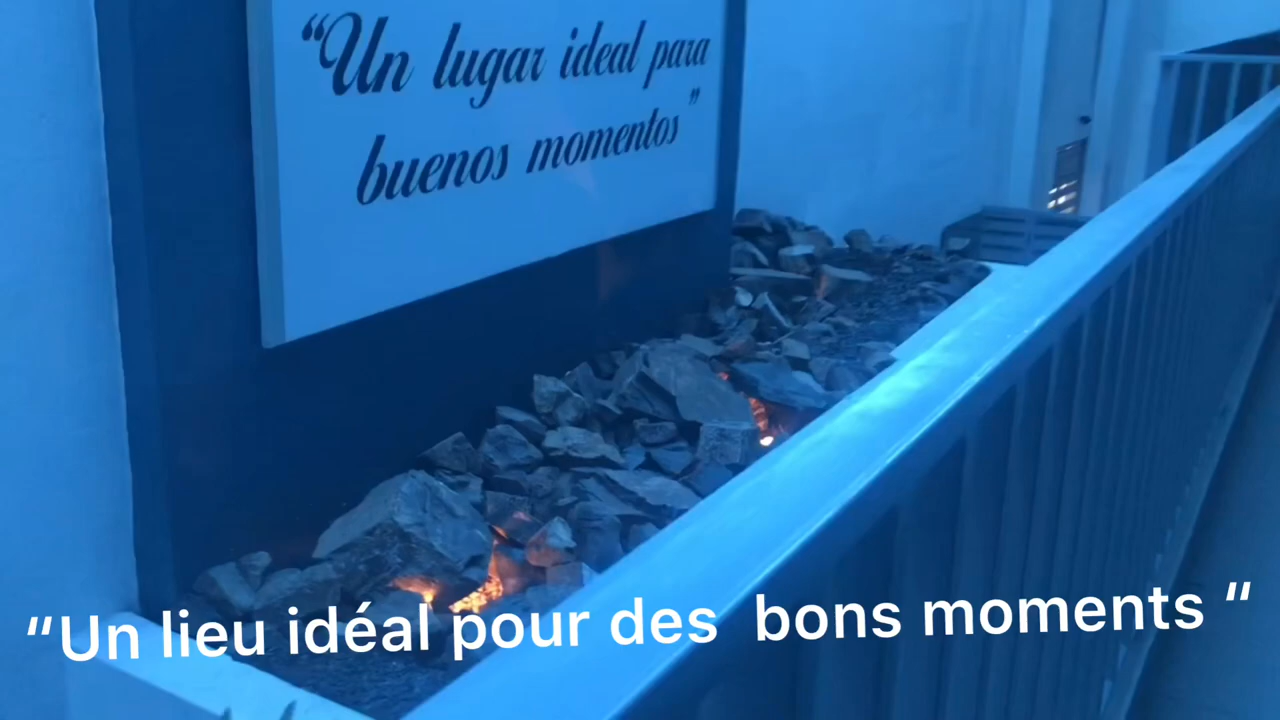 “Un lugar ideal para
buenos momentos”
“Un lieu idéal pour des bons moments “